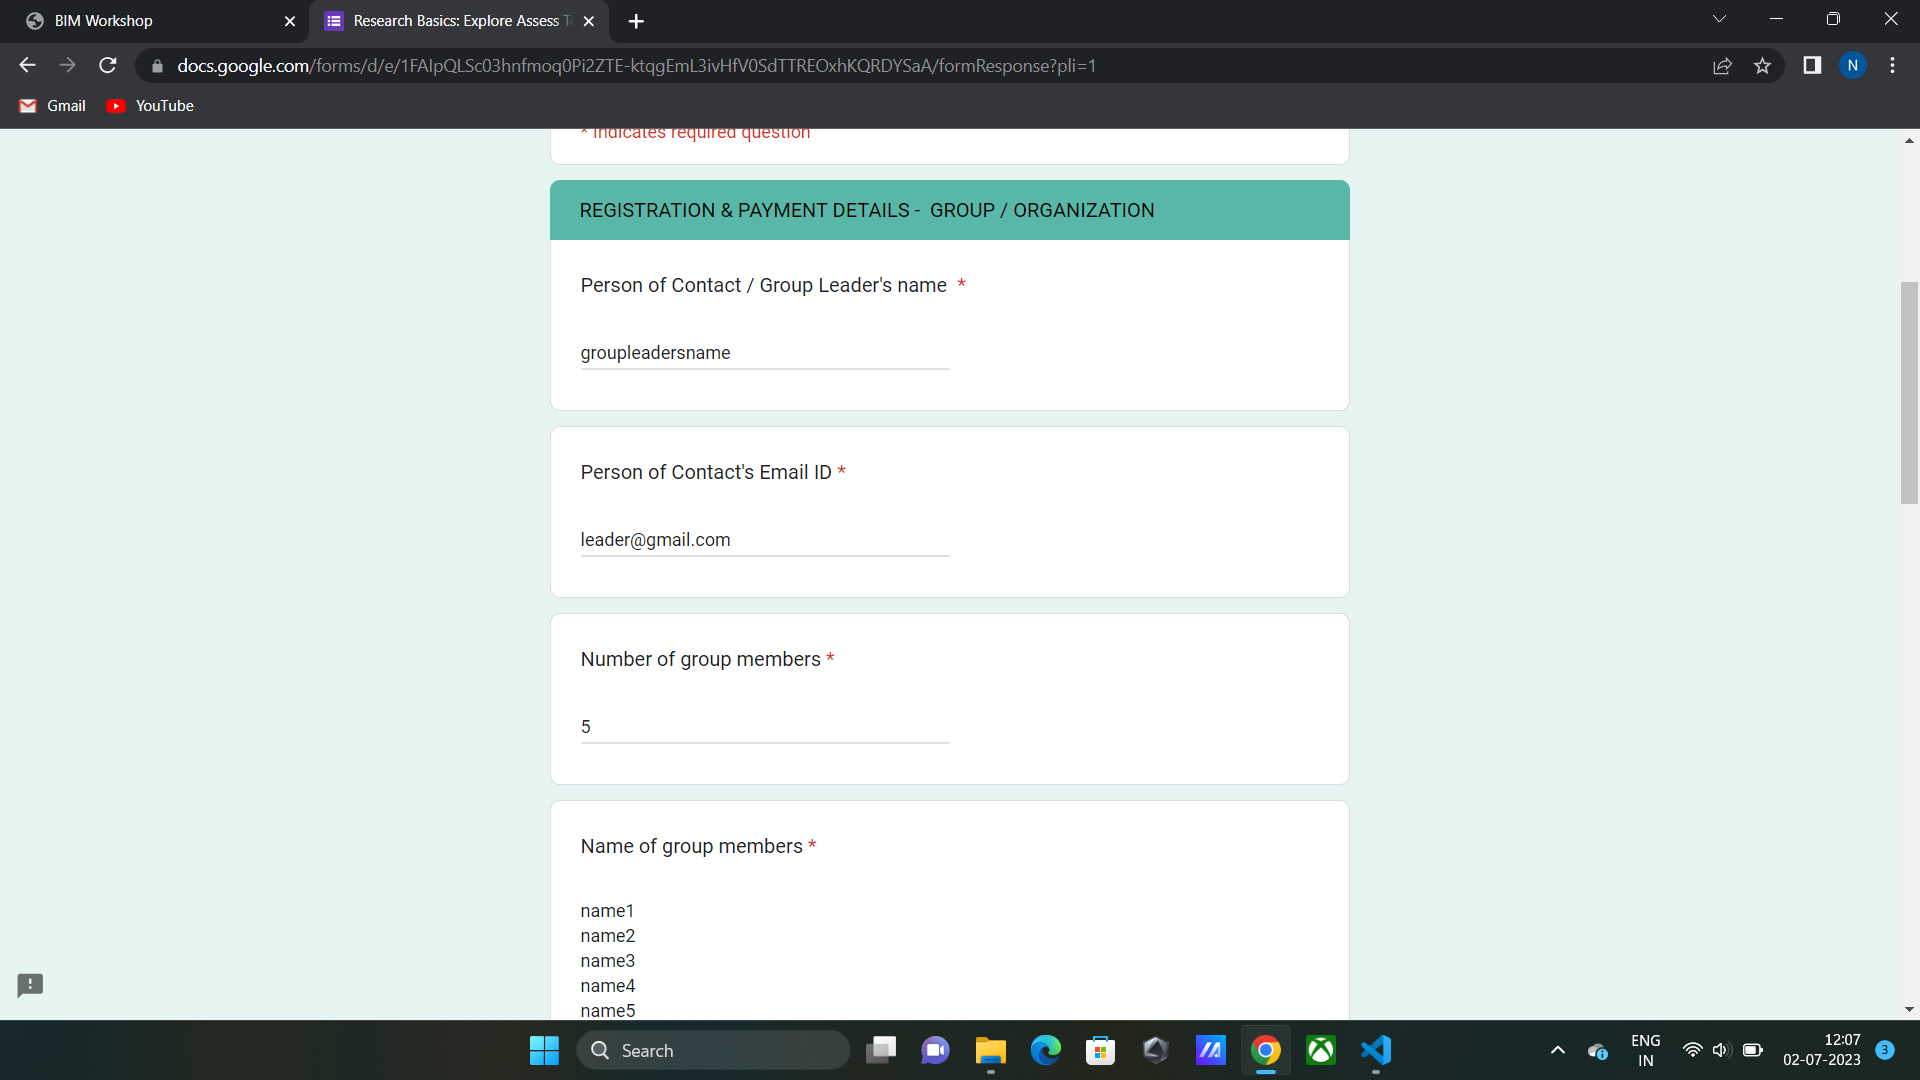 BIM Workshop
Research Basics: Explore Assess T
docs.google.com/forms/d/e/1FAIpQLSc03hnfmoq0Pi2ZTE-ktqgEmL3ivHfV0SdTTREOxhKQRDYSaA/formResponse?pli=1
N
Gmail
YouTube
* Indicates required question
REGISTRATION & PAYMENT DETAILS - GROUP / ORGANIZATION
Person of Contact / Group Leader's name *
groupleadersname
Person of Contact's Email ID *
leader@gmail.com
Number of group members *
5
Name of group members *
name1
name2
name3
name4
name5
Search
ENG
IN
12:07
02-07-2023
3